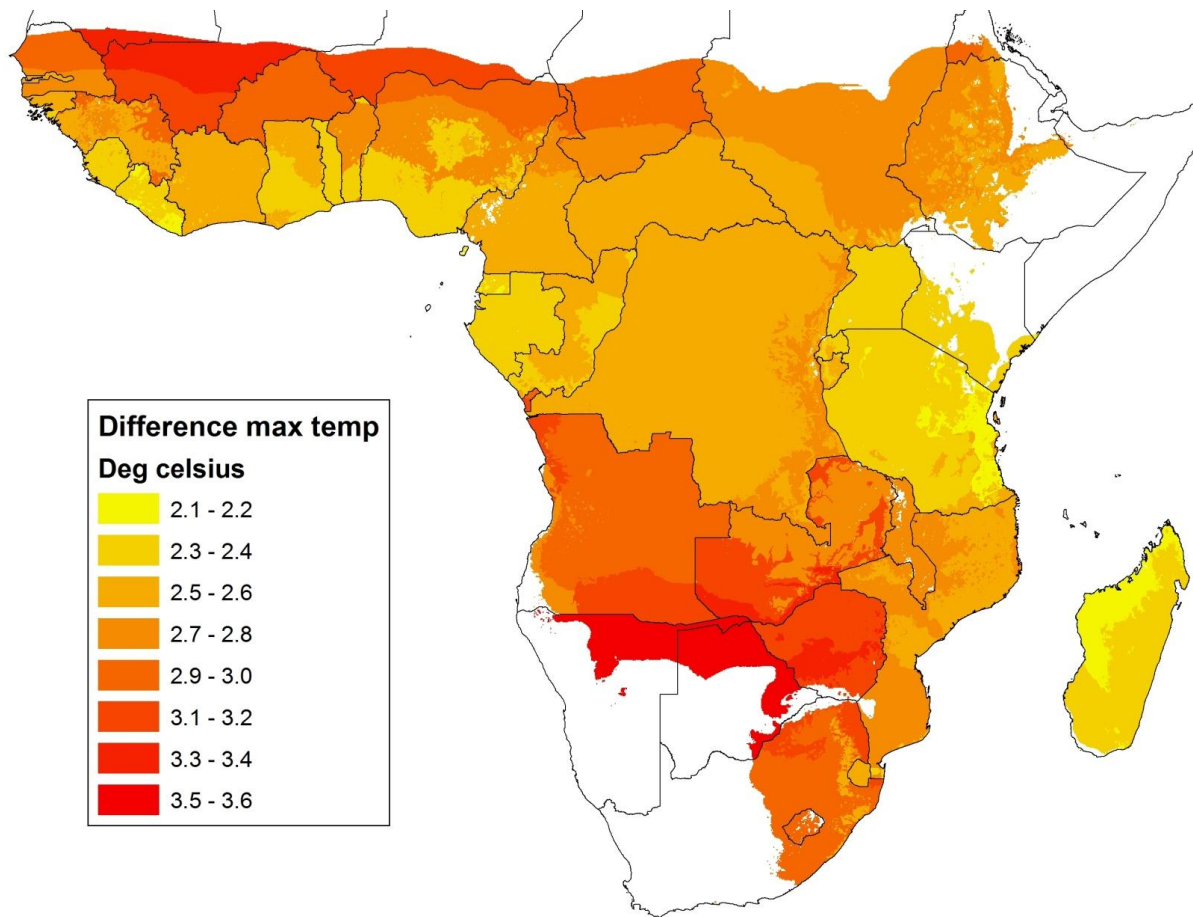 Difference max temp
Deg celsius
2.1 - 2.2
2.3 - 2.4
2.5 - 2.6
2.7 - 2.8
2.9 - 3.0
3.1 - 3.2
3.3 - 3.4
3.5 - 3.6